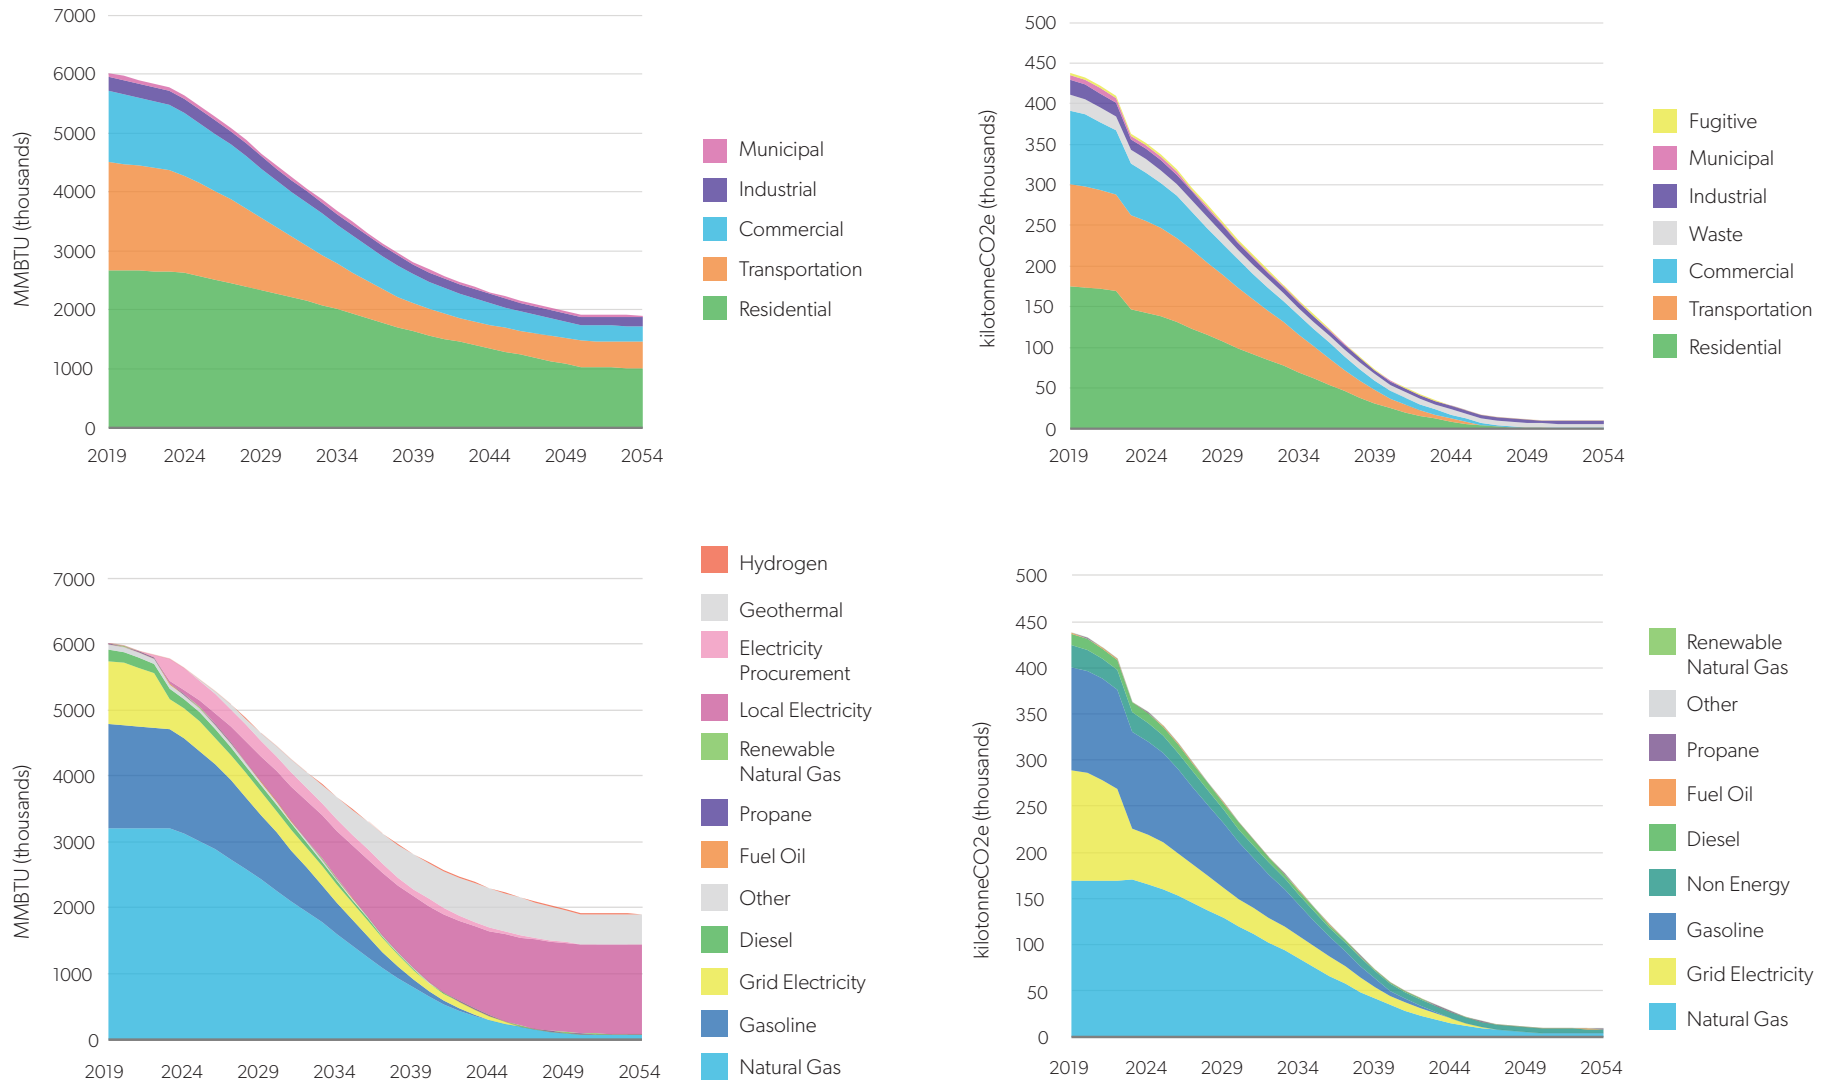 7000
6000
5000
4000
3000
2000
1000
0
MMBTU (thousands)
2019 2024 2029 2034 2039 2044 2049 2054
Municipal
Industrial
Commercial
Transportation
Residential
500
450
400
350
300
250
200
150
100
50
0
kilotonneCO2e (thousands)
2019 2024 2029 2034 2039 2044 2049 2054
Fugitive
Municipal
Industrial
Waste
Commercial
Transportation
Residential
7000
6000
5000
4000
3000
2000
1000
0
MMBTU (thousands)
2019 2024 2029 2034 2039 2044 2049 2054
Hydrogen
Geothermal
Electricity
Procurement
Local Electricity
Renewable
Natural Gas
Propane
Fuel Oil
Other
Diesel
Grid Electricity
Gasoline
Natural Gas
500
450
400
350
300
250
200
150
100
50
0
kilotonneCO2e (thousands)
2019 2024 2029 2034 2039 2044 2049 2054
Renewable
Natural Gas
Other
Propane
Fuel Oil
Diesel
Non Energy
Gasoline
Grid Electricity
Natural Gas